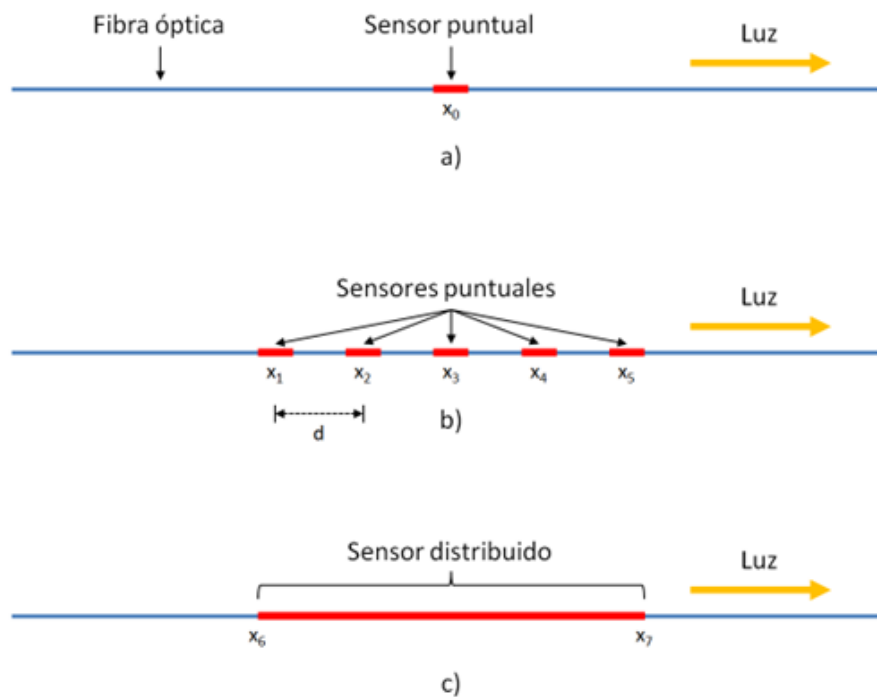 Fibra óptica
Sensor puntual
Luz
x0
a)
Sensores puntuales
Luz
x1
x2
x3
x4
x5
d
b)
Sensor distribuido
Luz
x6
x7
c)